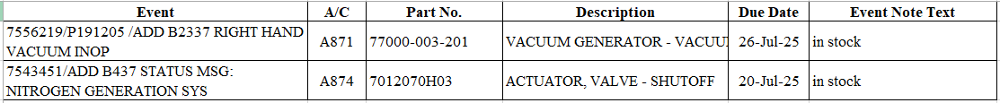 Event A/C Part No. Description Due Date Event Note Text
7556219/P191205 /ADD B2337 RIGHT HAND
VACUUM INOP A871 77000-003-201 VACUUM GENERATOR - VACUU 26-Jul-25 in stock
7543451/ADD B437 STATUS MSG:
NITROGEN GENERATION SYS A874 7012070H03 ACTUATOR, VALVE - SHUTOFF 20-Jul-25 in stock